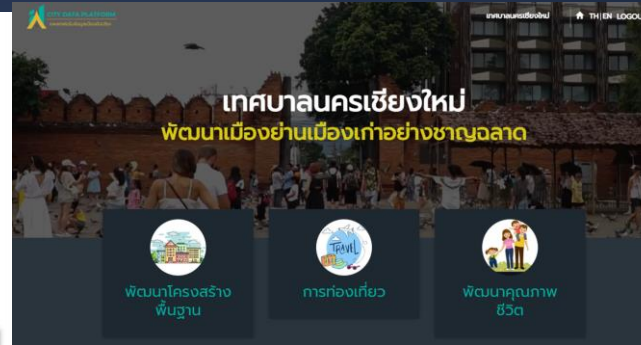 CITY DATA PLATFORM
เทศบาลนครเชียงใหม่
TH|EN LOGOU
เทศบาลนครเชียงใหม่
พัฒนาเมืองย่านเมืองเก่าอย่างชาญฉลาด
TRAVEL
พัฒนาโครงสร้าง
พื้นฐาน
การท่องเที่ยว
พัฒนาคุณภาพ
ชีวิต